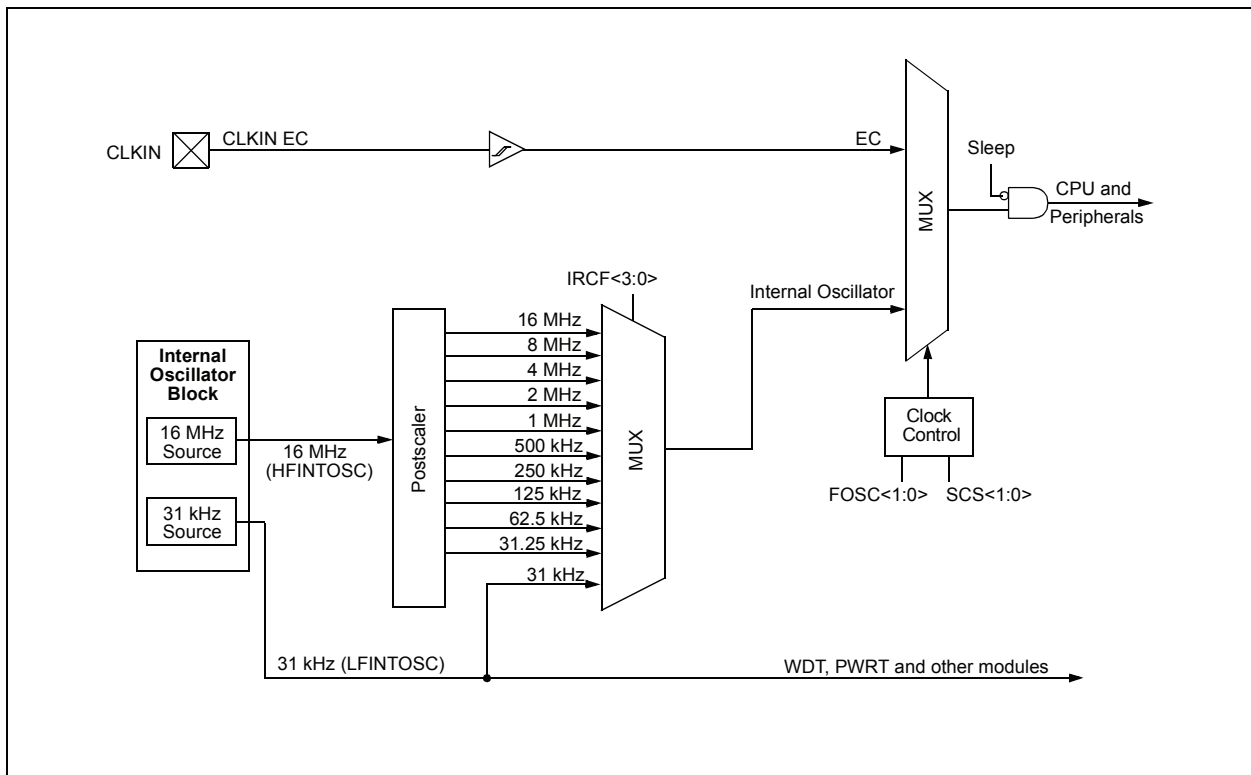 CLKIN
CLKIN EC
EC
Sleep
MUX
CPU and
Peripherals
IRCF<3:0>
Internal Oscillator
Internal
Oscillator
Block
16 MHz
Source
31 kHz
Source
16 MHz
(HFINTOSC)
Postscaler
16 MHz
8 MHz
4 MHz
2 MHz
1 MHz
500 kHz
250 kHz
125 kHz
62.5 kHz
31.25 kHz
31 kHz
MUX
Clock
Control
FOSC<1:0>
SCS<1:0>
31 kHz (LFINTOSC)
WDT, PWRT and other modules